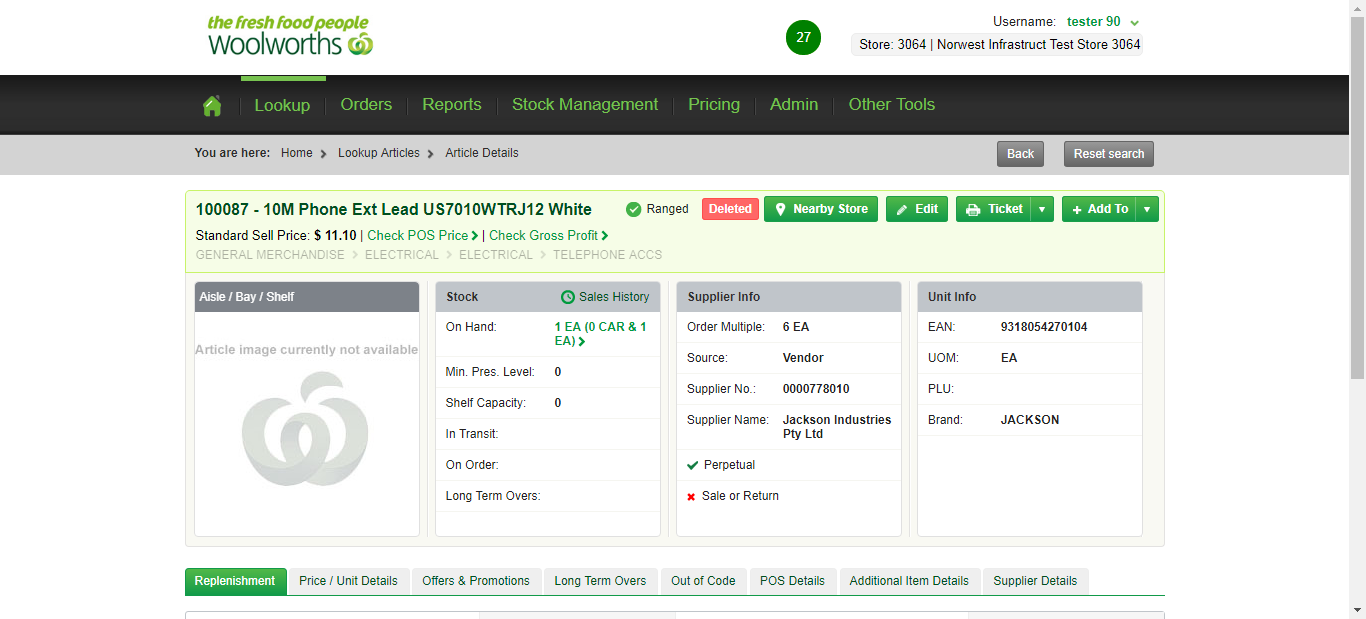 the fresh food people
Woolworths
27
Username: tester 90
Store: 3064 | Norwest Infrastruct Test Store 3064
Lookup Orders Reports Stock Management Pricing Admin Other Tools
You are here: Home Lookup Articles Article Details Back Reset search
100087 - 10M Phone Ext Lead US7010WTRJ12 White Ranged Deleted Nearby Store Edit Ticket Add To
Standard Sell Price: $ 11.10 | Check POS Price | Check Gross Profit
GENERAL MERCHANDISE ELECTRICAL ELECTRICAL TELEPHONE ACCS
Aisle / Bay / Shelf
Article image currently not available
Stock Sales History
On Hand: 1 EA (0 CAR & 1
EA)
Min. Pres. Level: 0
Shelf Capacity: 0
In Transit:
On Order:
Long Term Overs:
Supplier Info
Order Multiple: 6 EA
Source: Vendor
Supplier No.: 0000778010
Supplier Name: Jackson Industries
Pty Ltd
Perpetual
Sale or Return
Unit Info
EAN: 9318054270104
UOM: EA
PLU:
Brand: JACKSON
Replenishment Price / Unit Details Offers & Promotions Long Term Overs Out of Code POS Details Additional Item Details Supplier Details